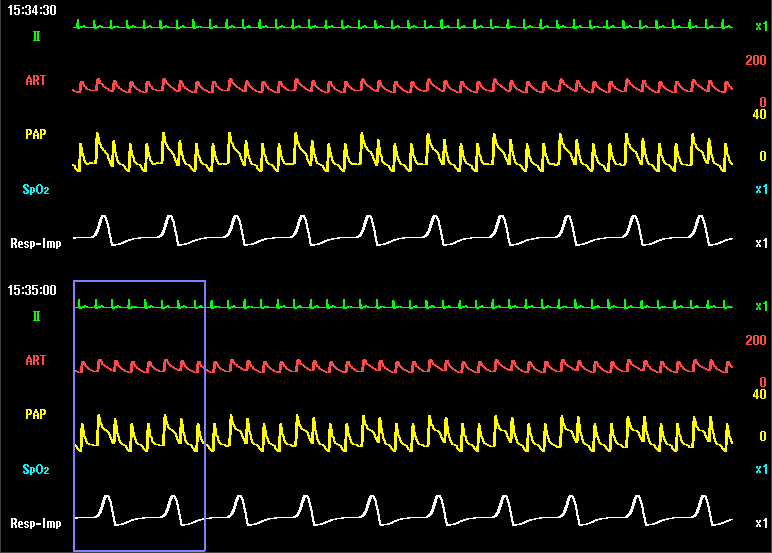 15:34:30
II
x1
ART
200
0
PAP
40
0
SpO₂
x1
Resp-Imp
x1
15:35:00
II
x1
ART
200
0
PAP
40
0
SpO₂
x1
Resp-Imp
x1